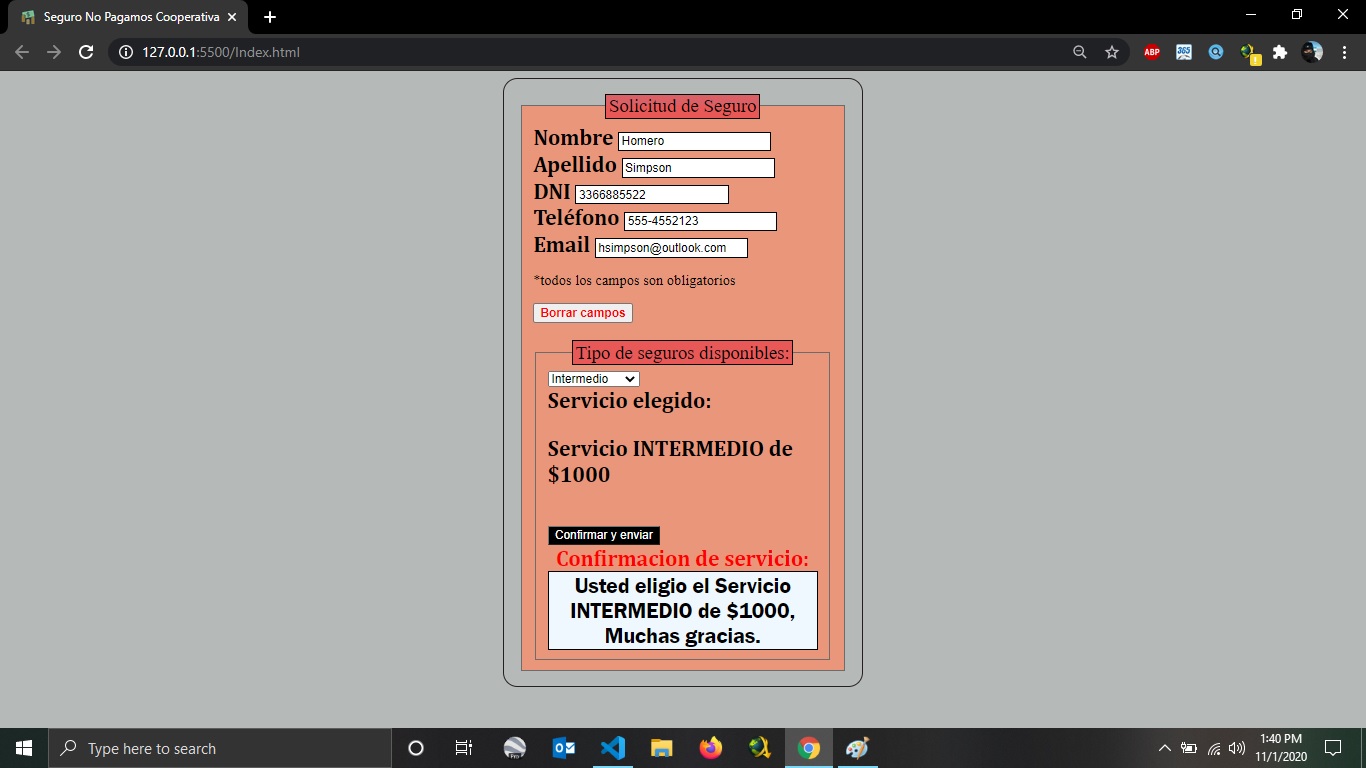 Seguro No Pagamos Cooperativa
127.0.0.1:5500/Index.html
ABP
365
Solicitud de Seguro
Nombre Homero
Apellido Simpson
DNI 3366885522
Teléfono 555-4552123
Email hsimpson@outlook.com
*todos los campos son obligatorios
Borrar campos
Tipo de seguros disponibles:
Intermedio
Servicio elegido:
Servicio INTERMEDIO de
$1000
Confirmar y enviar
Confirmacion de servicio:
Usted eligio el Servicio
INTERMEDIO de $1000,
Muchas gracias.
Type here to search
1:40 PM
11/1/2020